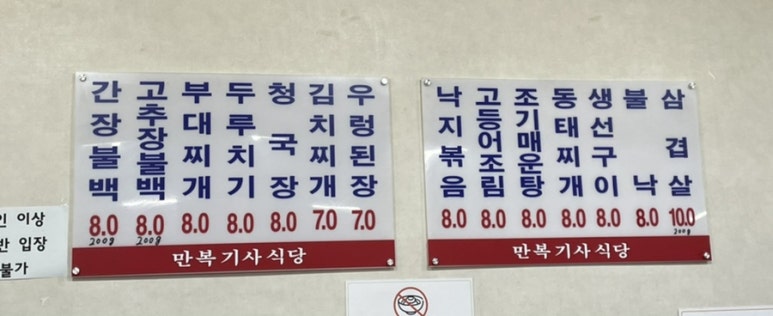 간장불백 8.0 200g
고추장불백 8.0 200g
부대찌개 8.0
두루치기 8.0
청국장 8.0
김치찌개 7.0
우렁된장 7.0
만복기사식당
낙지볶음 8.0
고등어조림 8.0
조기매운탕 8.0
동태찌개 8.0
생선구이 8.0
불낙 8.0
삼겹살 10.0 200g
만복기사식당
인 이상
반 입장
불가